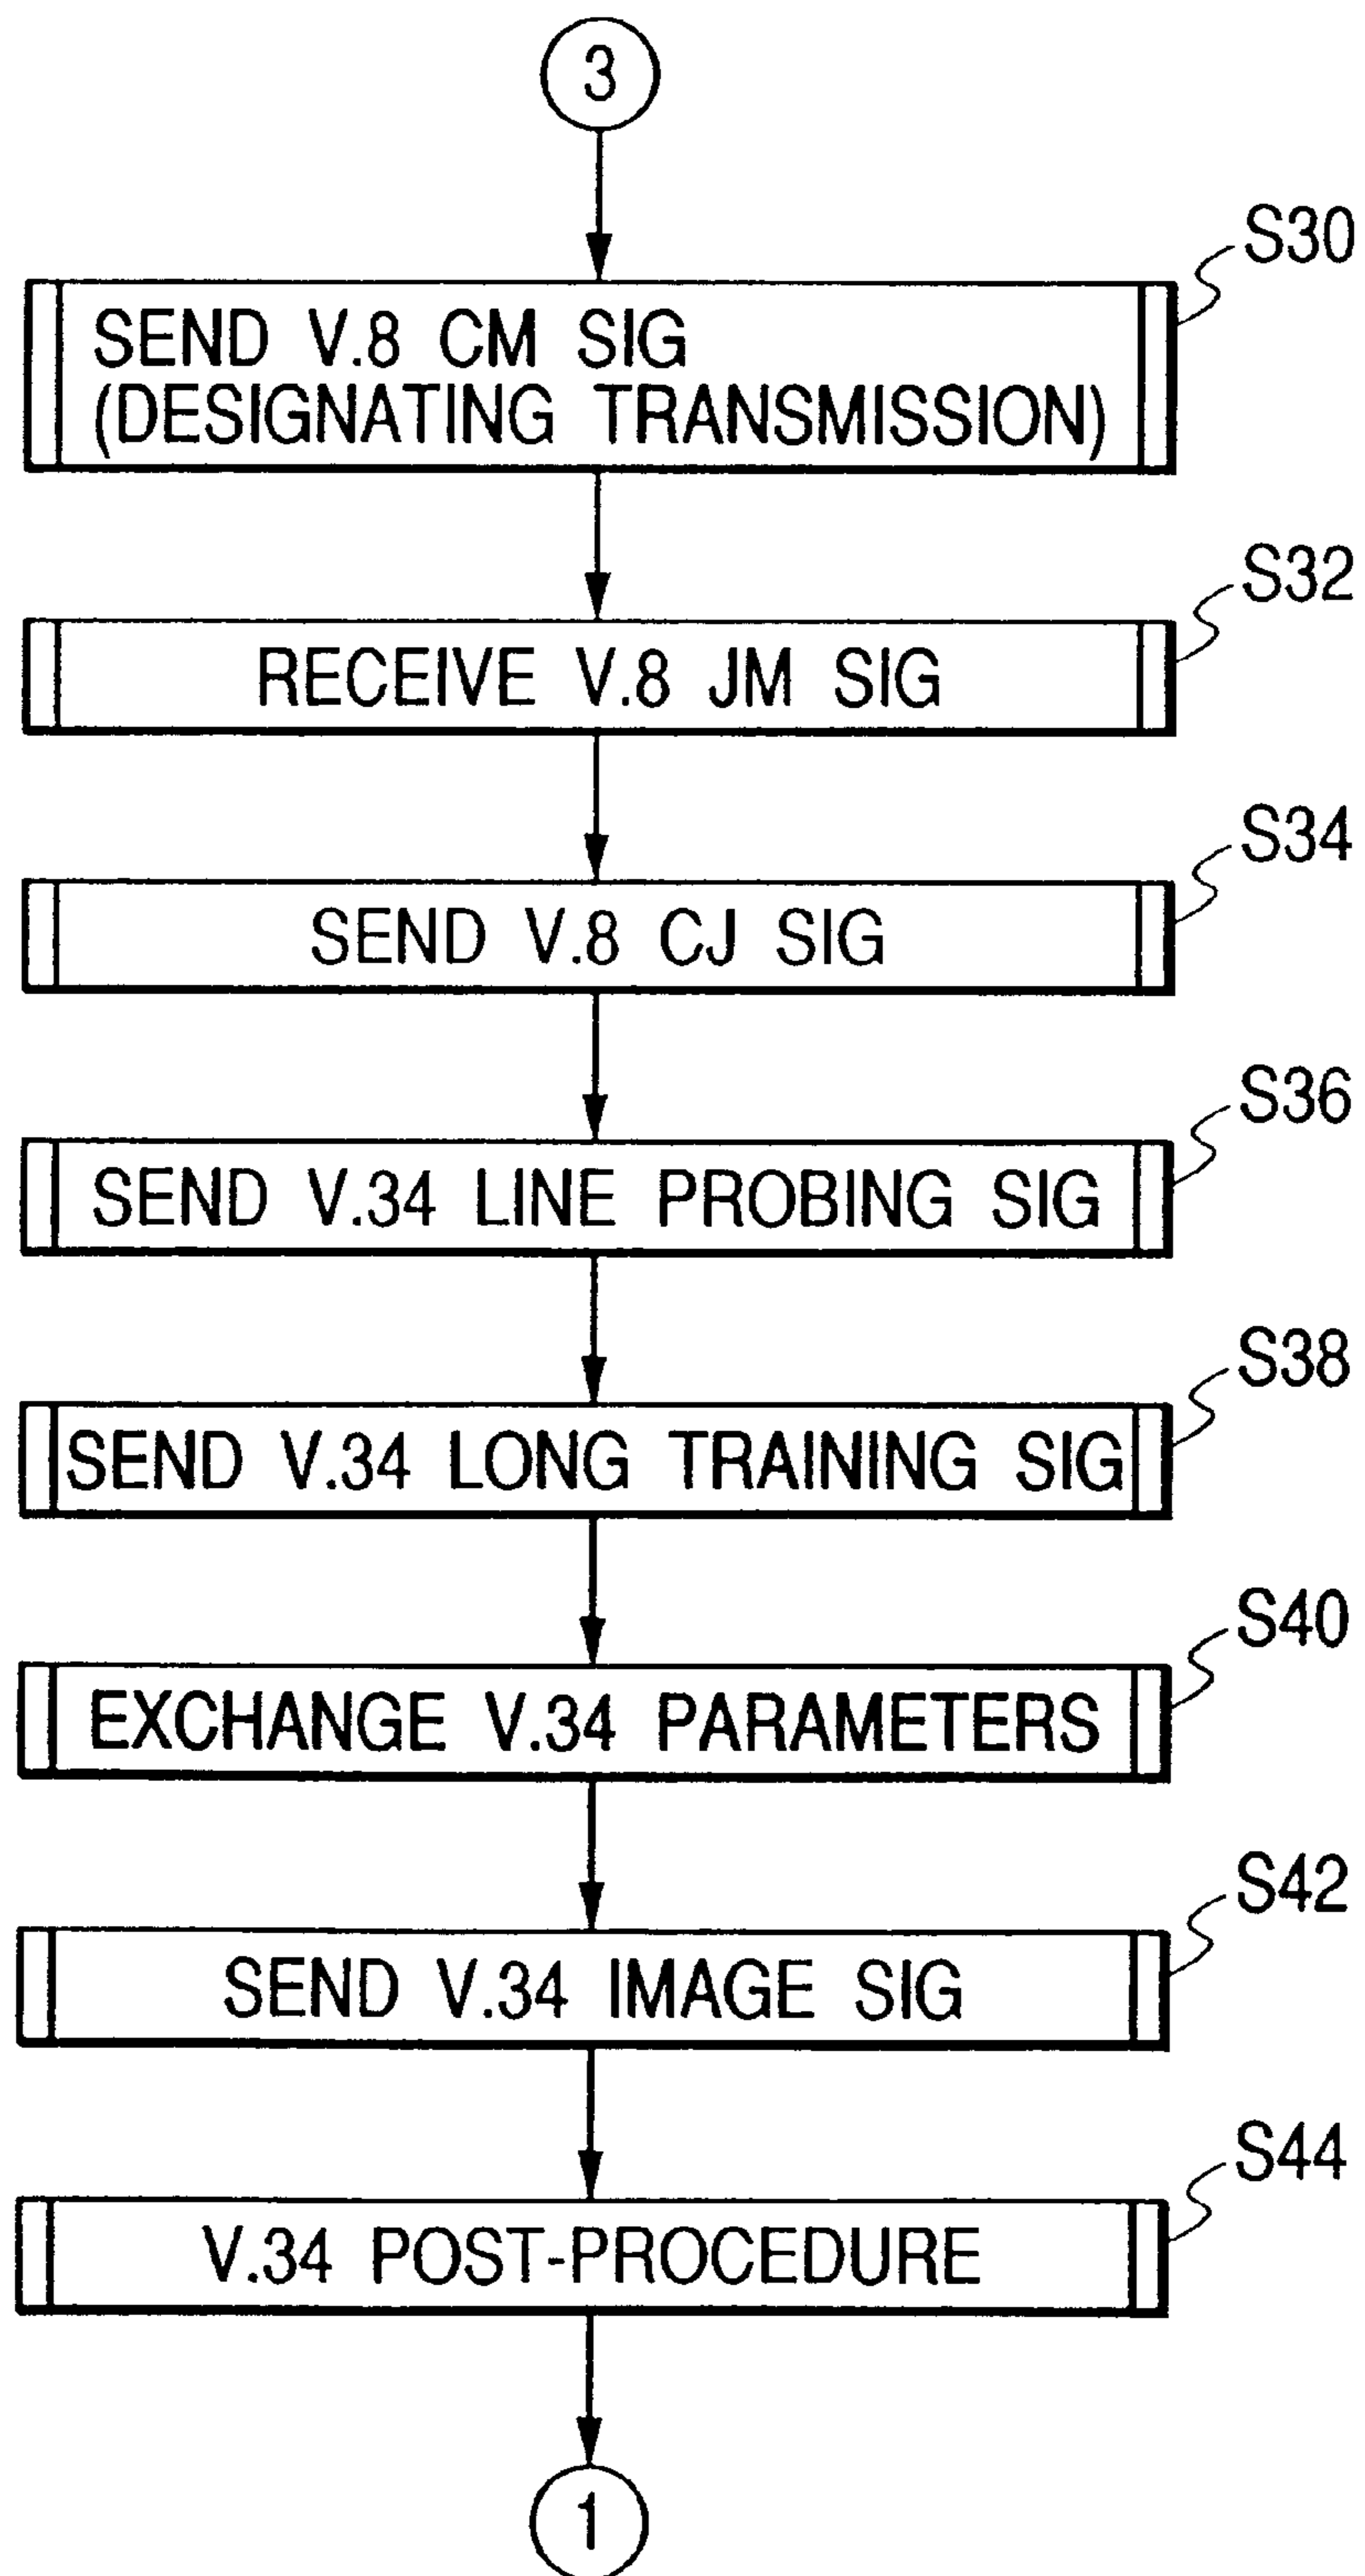 3
S30
SEND V.8 CM SIG
(DESIGNATING TRANSMISSION)
S32
RECEIVE V.8 JM SIG
S34
SEND V.8 CJ SIG
S36
SEND V.34 LINE PROBING SIG
S38
SEND V.34 LONG TRAINING SIG
S40
EXCHANGE V.34 PARAMETERS
S42
SEND V.34 IMAGE SIG
S44
V.34 POST-PROCEDURE
1